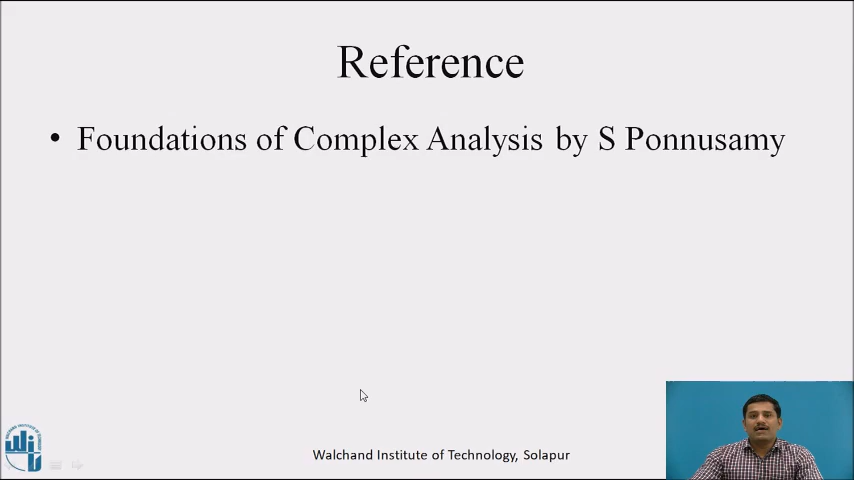 Reference
• Foundations of Complex Analysis by S Ponnusamy
Walchand Institute of Technology, Solapur